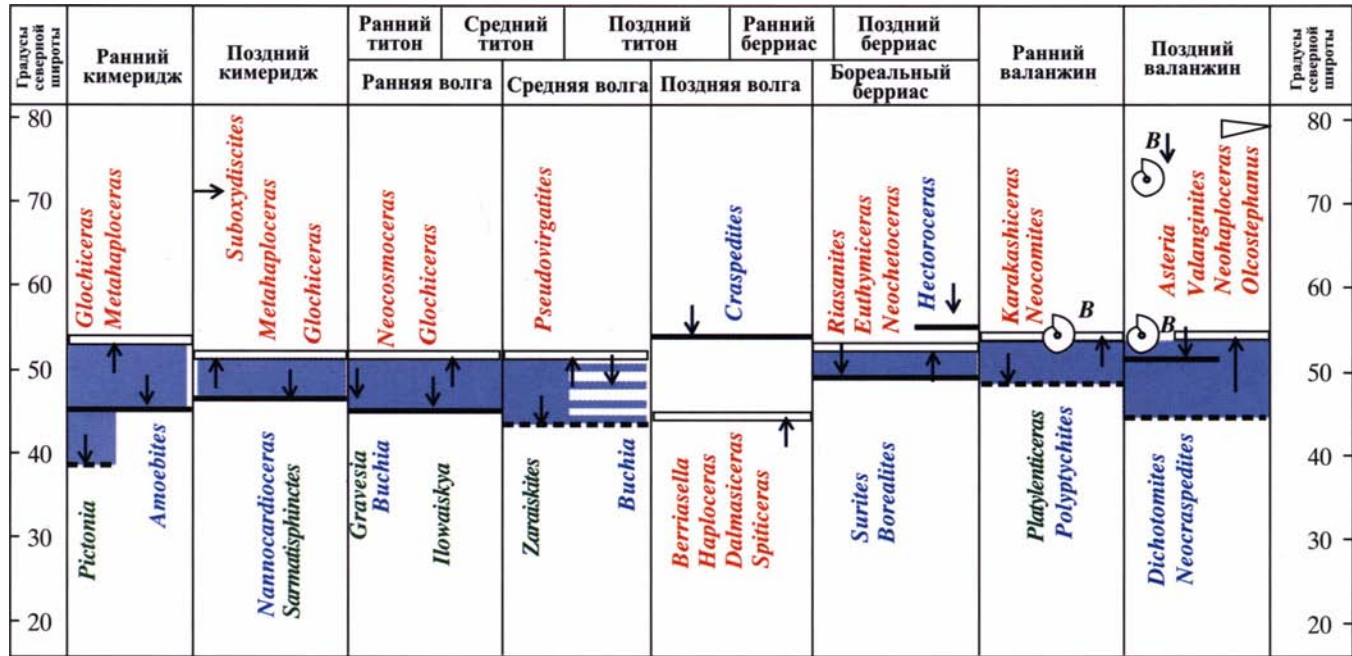 Градусы
северной
широты
Ранний
кимеридж
Поздний
кимеридж
Ранний
титон
Средний
титон
Поздний
титон
Ранний
берриас
Поздний
берриас
Ранняя волга
Средняя волга
Поздняя волга
Бореальный
берриас
Ранний
валанжин
Поздний
валанжин
Градусы
северной
широты
80
70
60
50
40
30
20
Glochiceras
Metahaploceras
Pictonia
Amoebites
Suboxydiscites
Metahaploceras
Glochiceras
Nannocardioceras
Sarmatisphinctes
Neocosmoceras
Glochiceras
Gravesia
Buchia
Ilowaiskya
Pseudovirgatites
Zaraiskites
Buchia
Craspedites
Berriasella
Haploceras
Dalmasiceras
Spiticeras
Riasanites
Euthymiceras
Neochetoceras
Hectoroceras
Surites
Borealites
Karakashiceras
Neocomites
B
Platylenticeras
Polyptychites
B
B
Asteria
Valanginites
Neohaploceras
Olcostephanus
Dichotomites
Neocraspedites
80
70
60
50
40
30
20